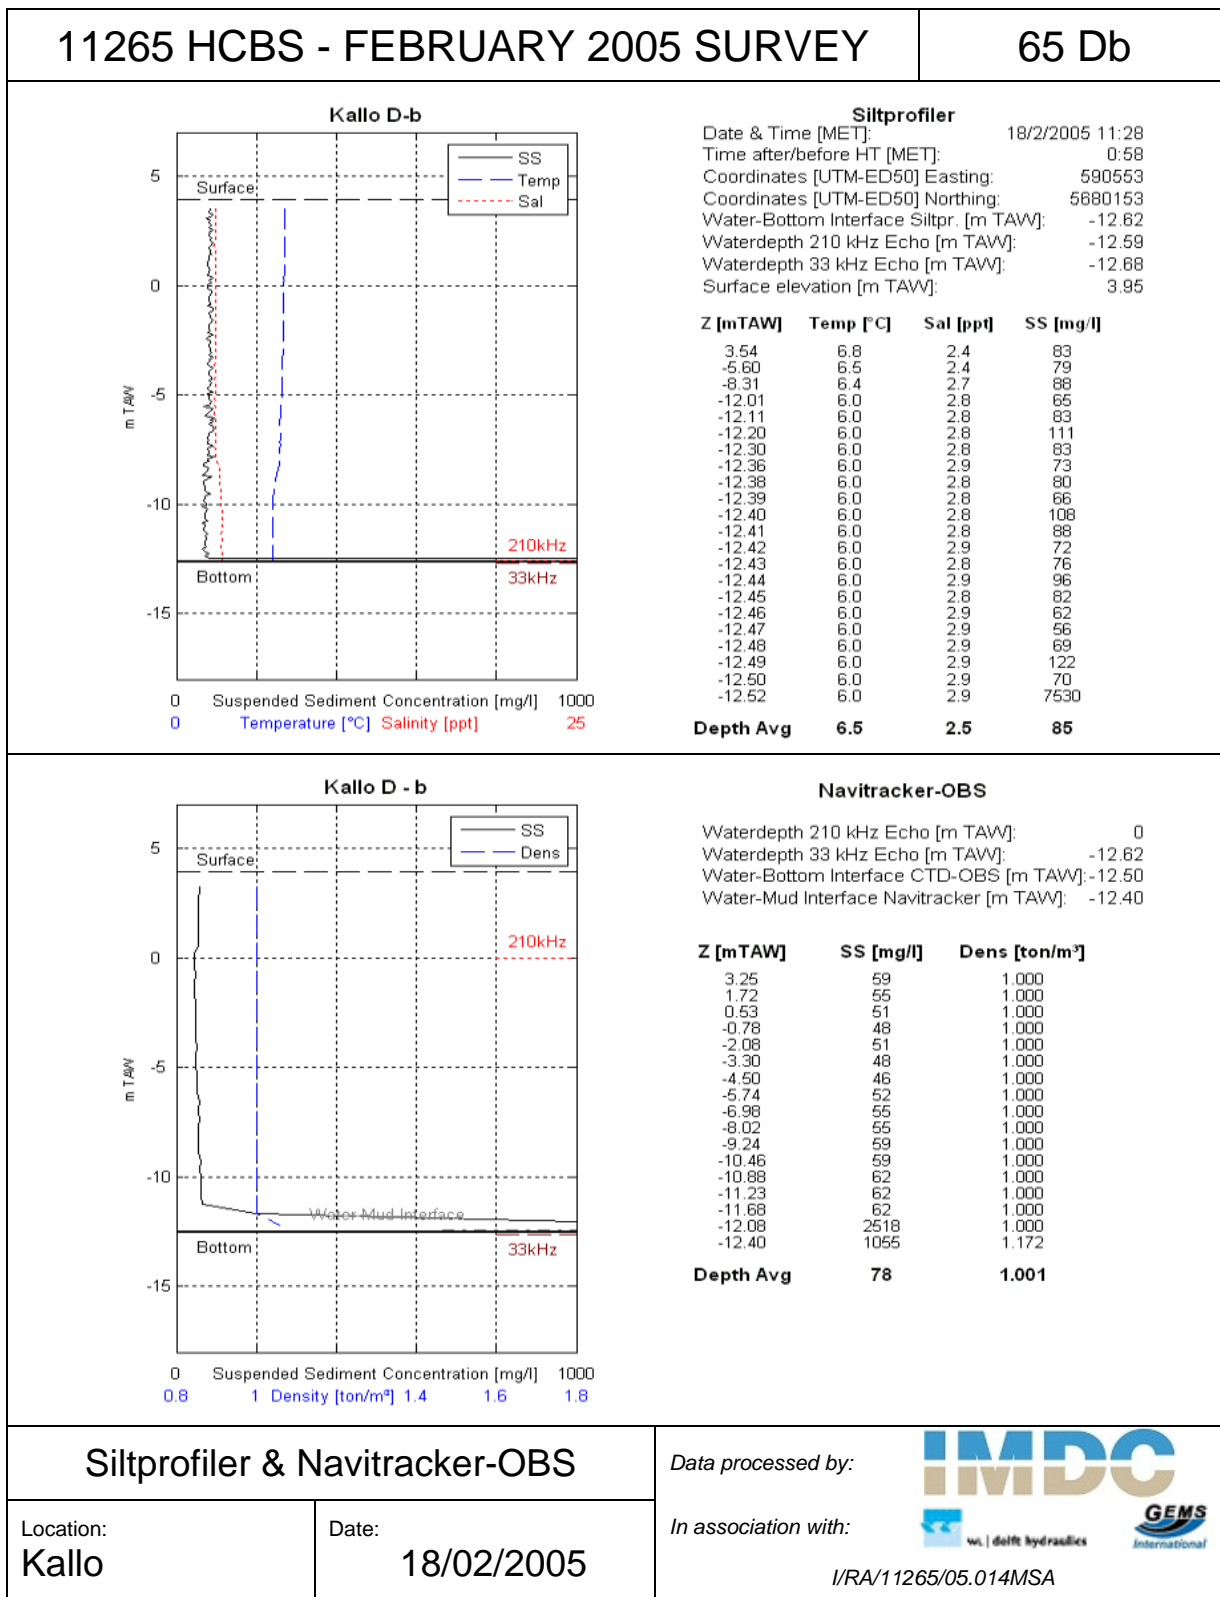 11265 HCBS - FEBRUARY 2005 SURVEY
65 Db
Kallo D-b
SS
Temp
Sal
Surface
5
0
-5
-10
-15
m TAW
210kHz
33kHz
Bottom
0 Suspended Sediment Concentration [mg/l] 1000
0 Temperature [°C] Salinity [ppt] 25
Siltprofiler
Date & Time [MET]: 18/2/2005 11:28
Time after/before HT [MET]: 0:58
Coordinates [UTM-ED50] Easting: 590553
Coordinates [UTM-ED50] Northing: 5680153
Water-Bottom Interface Siltpr. [m TAW]: -12.62
Waterdepth 210 kHz Echo [m TAW]: -12.59
Waterdepth 33 kHz Echo [m TAW]: -12.68
Surface elevation [m TAW]: 3.95
Z [mTAW] Temp [°C] Sal [ppt] SS [mg/l]
3.54 6.8 2.4 83
-5.60 6.5 2.4 79
-8.31 6.4 2.7 88
-12.01 6.0 2.8 65
-12.11 6.0 2.8 83
-12.20 6.0 2.8 111
-12.30 6.0 2.8 83
-12.36 6.0 2.9 73
-12.38 6.0 2.8 80
-12.39 6.0 2.8 66
-12.40 6.0 2.8 108
-12.41 6.0 2.8 88
-12.42 6.0 2.9 72
-12.43 6.0 2.8 76
-12.44 6.0 2.9 96
-12.45 6.0 2.8 82
-12.46 6.0 2.9 62
-12.47 6.0 2.9 56
-12.48 6.0 2.9 69
-12.49 6.0 2.9 122
-12.50 6.0 2.9 70
-12.52 6.0 2.9 7530
Depth Avg 6.5 2.5 85
Kallo D - b
SS
Dens
Surface
5
0
-5
-10
-15
m TAW
210kHz
Water Mud Interface
Bottom
33kHz
0 Suspended Sediment Concentration [mg/l] 1000
0.8 1 Density [ton/m³] 1.4 1.6 1.8
Navitracker-OBS
Waterdepth 210 kHz Echo [m TAW]: 0
Waterdepth 33 kHz Echo [m TAW]: -12.62
Water-Bottom Interface CTD-OBS [m TAW]:-12.50
Water-Mud Interface Navitracker [m TAW]: -12.40
Z [mTAW] SS [mg/l] Dens [ton/m³]
3.25 59 1.000
1.72 55 1.000
0.53 51 1.000
-0.78 48 1.000
-2.08 51 1.000
-3.30 48 1.000
-4.50 46 1.000
-5.74 52 1.000
-6.98 55 1.000
-8.02 55 1.000
-9.24 59 1.000
-10.46 59 1.000
-10.88 62 1.000
-11.23 62 1.000
-11.68 62 1.000
-12.08 2518 1.000
-12.40 1055 1.172
Depth Avg 78 1.001
Siltprofiler & Navitracker-OBS
Location:
Kallo
Date:
18/02/2005
Data processed by:
IMDC
In association with:
wL | delft hydraulics
GEMS
International
I/RA/11265/05.014MSA